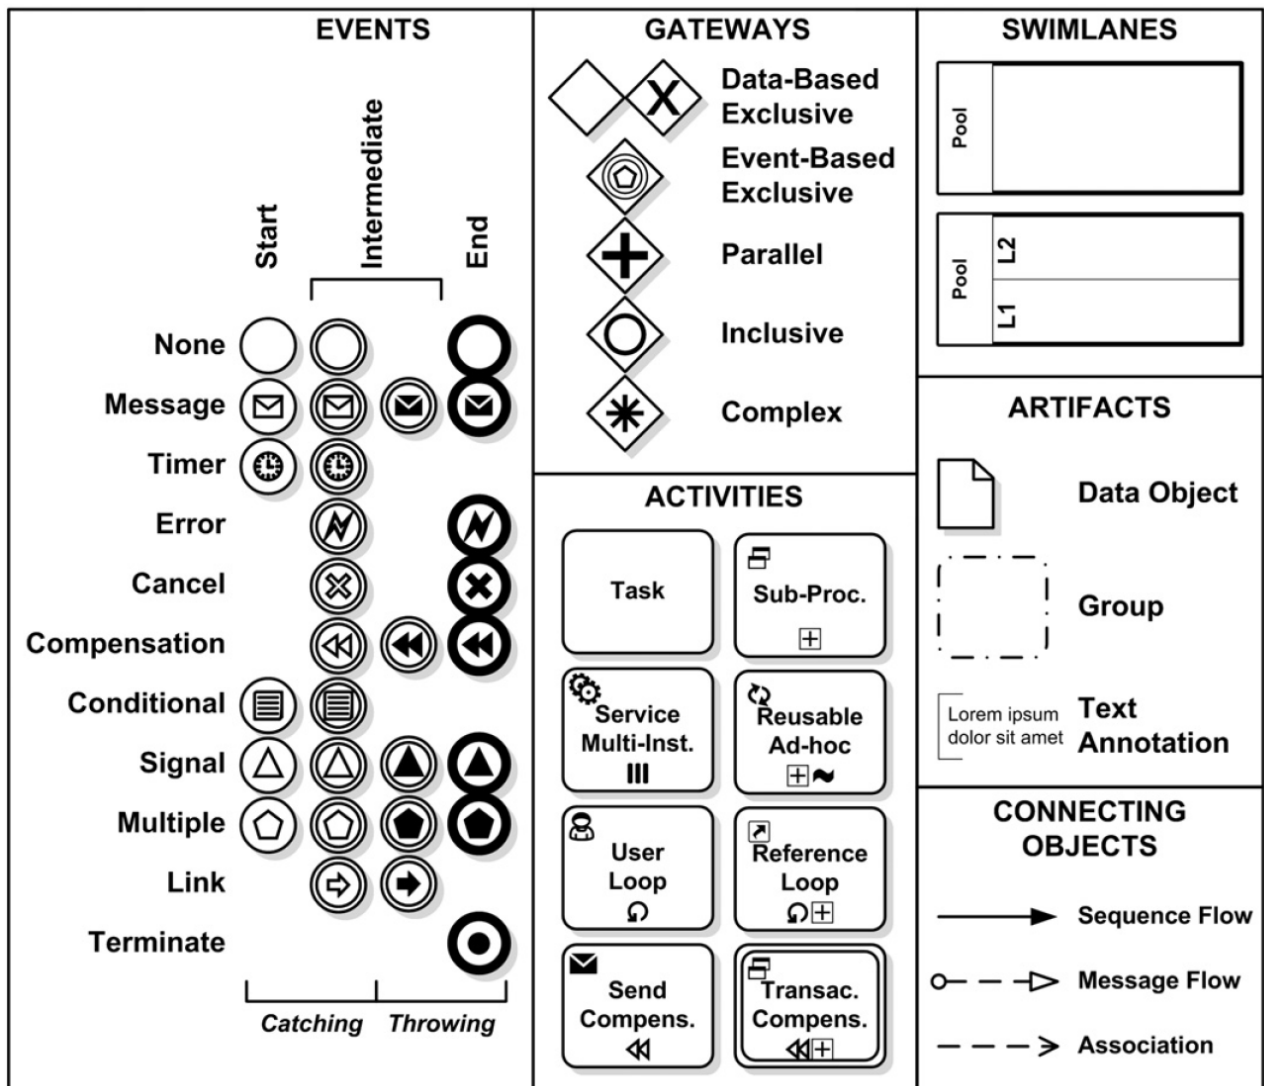 EVENTS
Start
Intermediate
End
None
Message
Timer
Error
Cancel
Compensation
Conditional
Signal
Multiple
Link
Terminate
Catching
Throwing
GATEWAYS
X
Data-Based
Exclusive
Event-Based
Exclusive
Parallel
Inclusive
Complex
ACTIVITIES
Task
Sub-Proc.
Service
Multi-Inst.
Reusable
Ad-hoc
User
Loop
Reference
Loop
Send
Compens.
Transac.
Compens.
SWIMLANES
Pool
Pool
L2
L1
ARTIFACTS
Data Object
Group
Lorem ipsum
dolor sit amet
Text
Annotation
CONNECTING
OBJECTS
Sequence Flow
Message Flow
Association